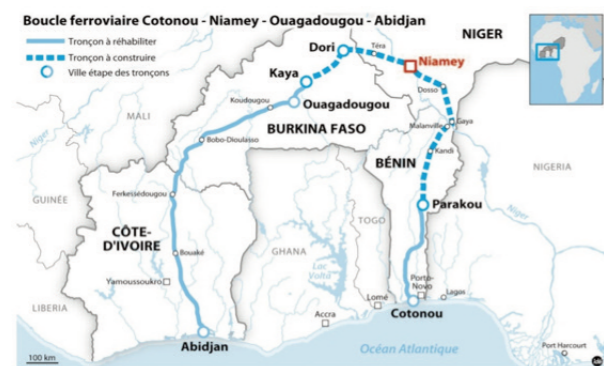 Boucle ferroviaire Cotonou - Niamey - Ouagadougou - Abidjan
Tronçon à réhabiliter
Tronçon à construire
Ville étape des tronçons
Dori
Téra
Niamey
NIGER
Kaya
Dosso
MALI
Koudougou
Ouagadougou
Malanville
Gaya
Niger
Bobo-Dioulasso
BURKINA FASO
BÉNIN
Kandi
NIGERIA
GUINÉE
Ferkessédougou
Parakou
CÔTE-
D'IVOIRE
TOGO
Niger
GHANA
Bouaké
Lac
Volta
Yamoussoukro
Porto-
Novo
Lomé
Lagos
LIBERIA
Accra
Cotonou
Abidjan
Océan Atlantique
Port Harcourt
100 km